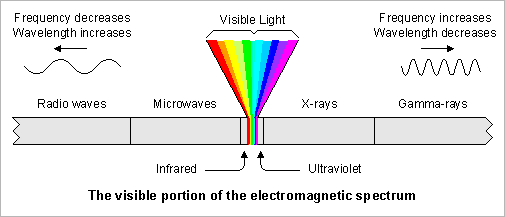 Frequency decreases
Wavelength increases
Visible Light
Frequency increases
Wavelength decreases
Radio waves
Microwaves
X-rays
Gamma-rays
Infrared
Ultraviolet
The visible portion of the electromagnetic spectrum